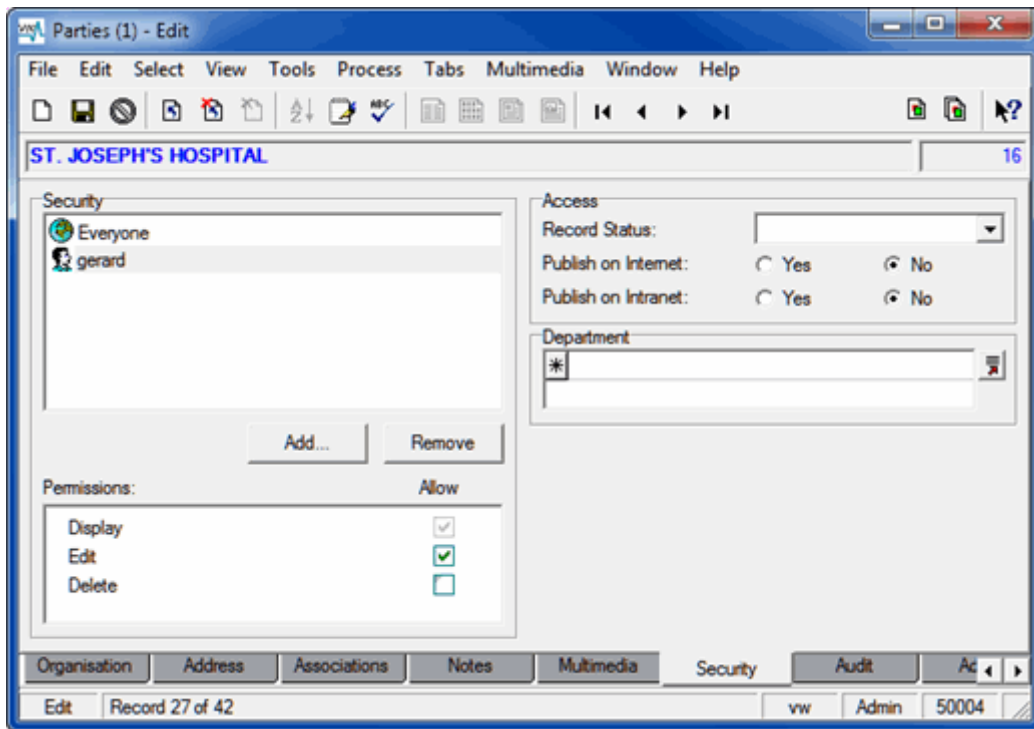 Parties (1) - Edit
File Edit Select View Tools Process Tabs Multimedia Window Help
ST. JOSEPH'S HOSPITAL 16
Security
Everyone
gerard
Add... Remove
Permissions: Allow
Display
Edit
Delete
Access
Record Status:
Publish on Internet: Yes No
Publish on Intranet: Yes No
Department
Organisation Address Associations Notes Multimedia Security Audit Ac
Edit Record 27 of 42 vw Admin 50004